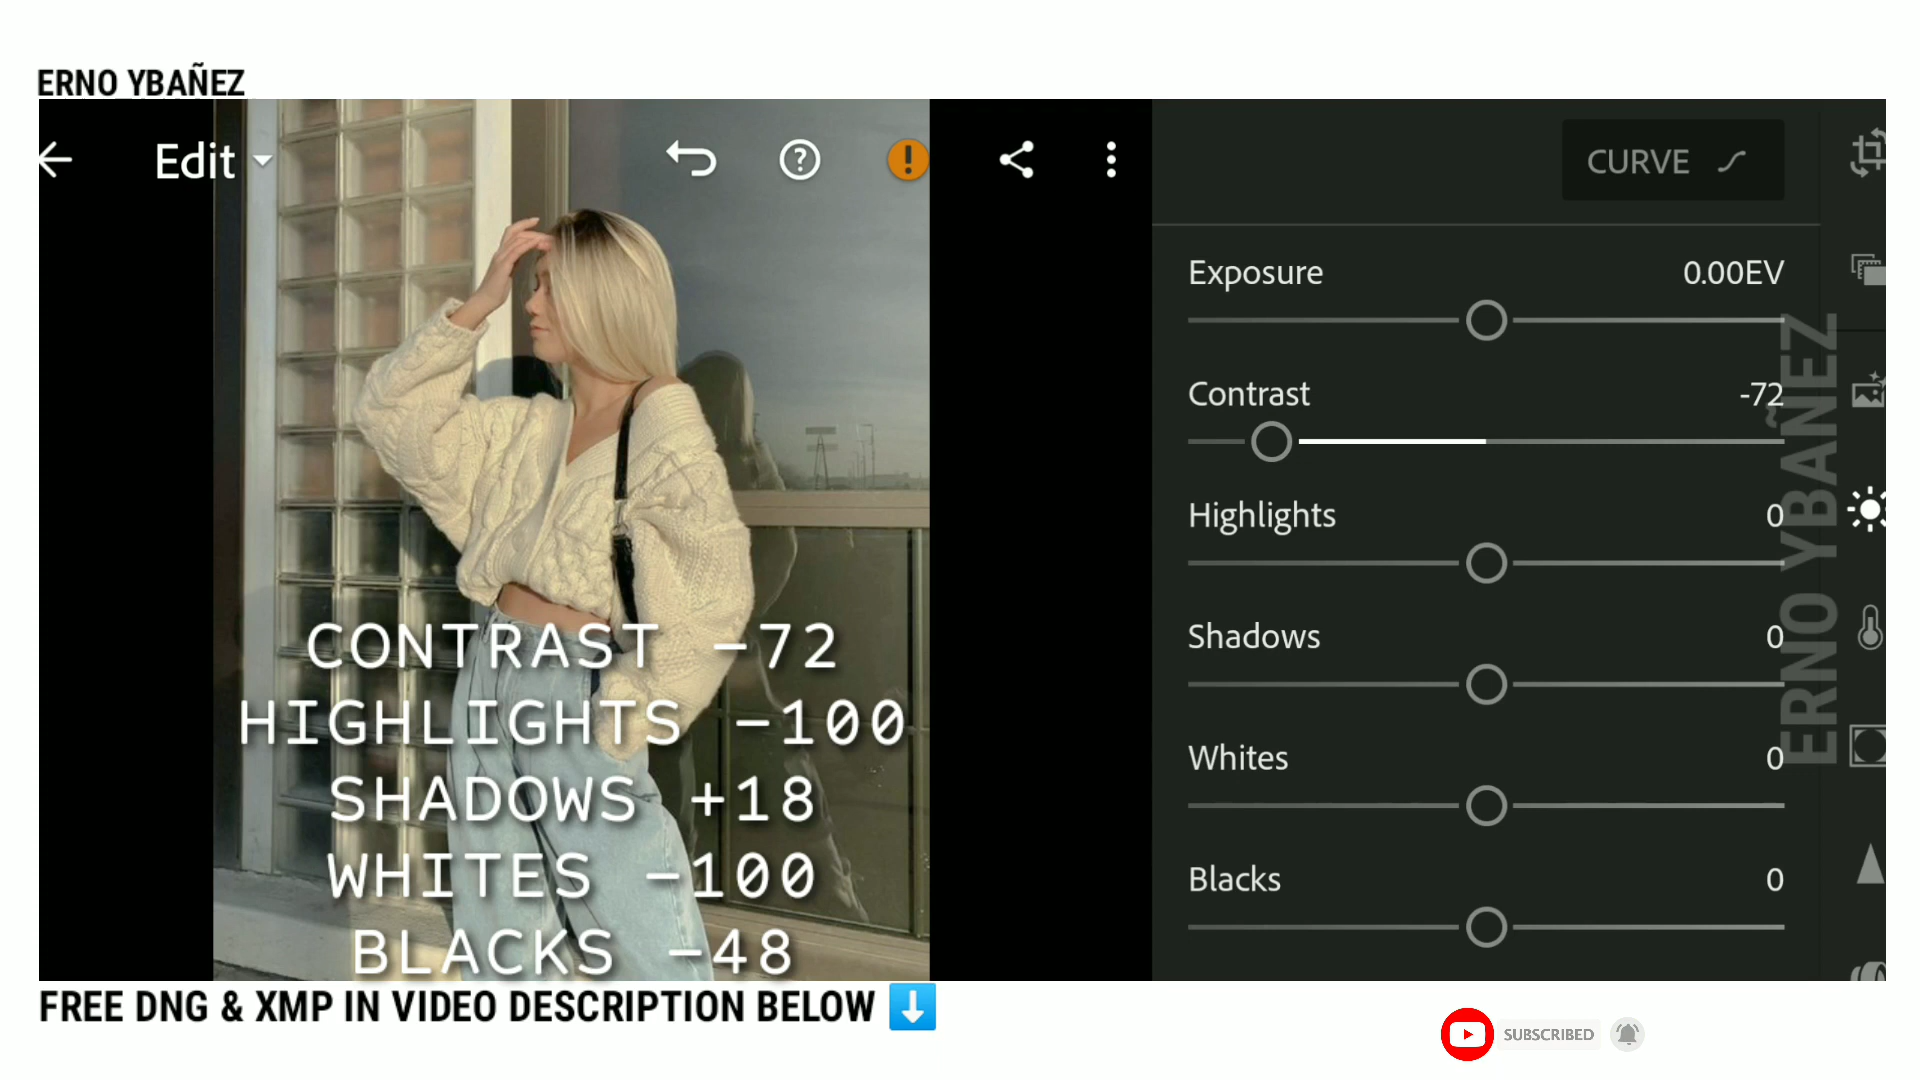 ERNO YBAÑEZ
Edit
CURVE
Exposure 0.00EV
Contrast -72
Highlights 0
Shadows 0
Whites 0
Blacks 0
ERNO YBAÑEZ
CONTRAST -72
HIGHLIGHTS -100
SHADOWS +18
WHITES -100
BLACKS -48
FREE DNG & XMP IN VIDEO DESCRIPTION BELOW
SUBSCRIBED